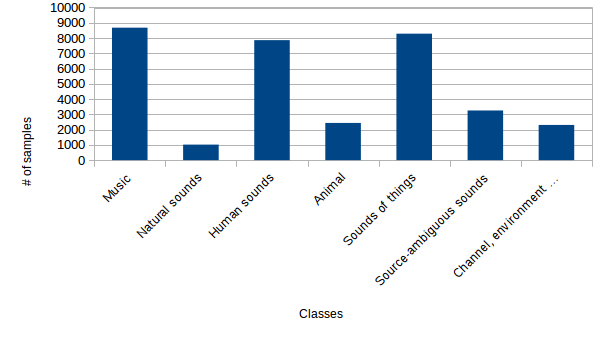 10000
9000
8000
7000
6000
5000
4000
3000
2000
1000
0
# of samples
Music
Natural sounds
Human sounds
Animal
Sounds of things
Source-ambiguous sounds
Channel, environment ...
Classes